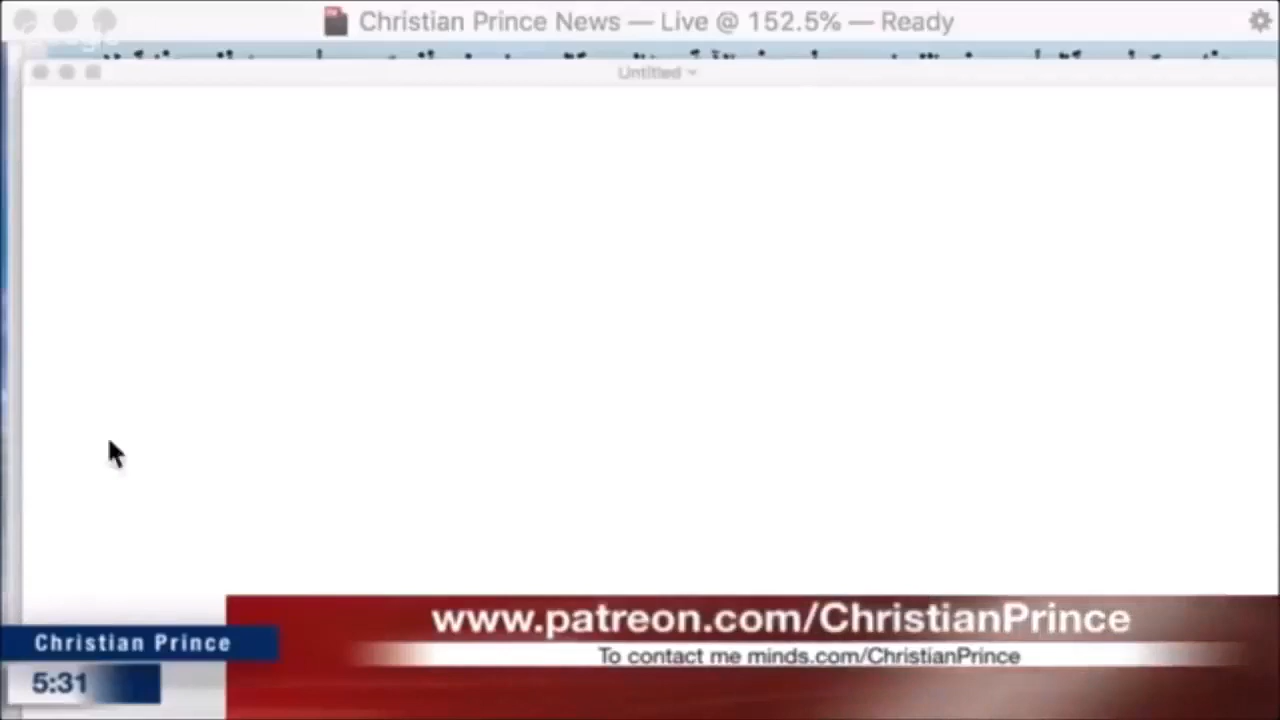 Christian Prince News — Live @ 152.5% — Ready
Untitled
www.patreon.com/ChristianPrince
To contact me minds.com/ChristianPrince
Christian Prince
5:31